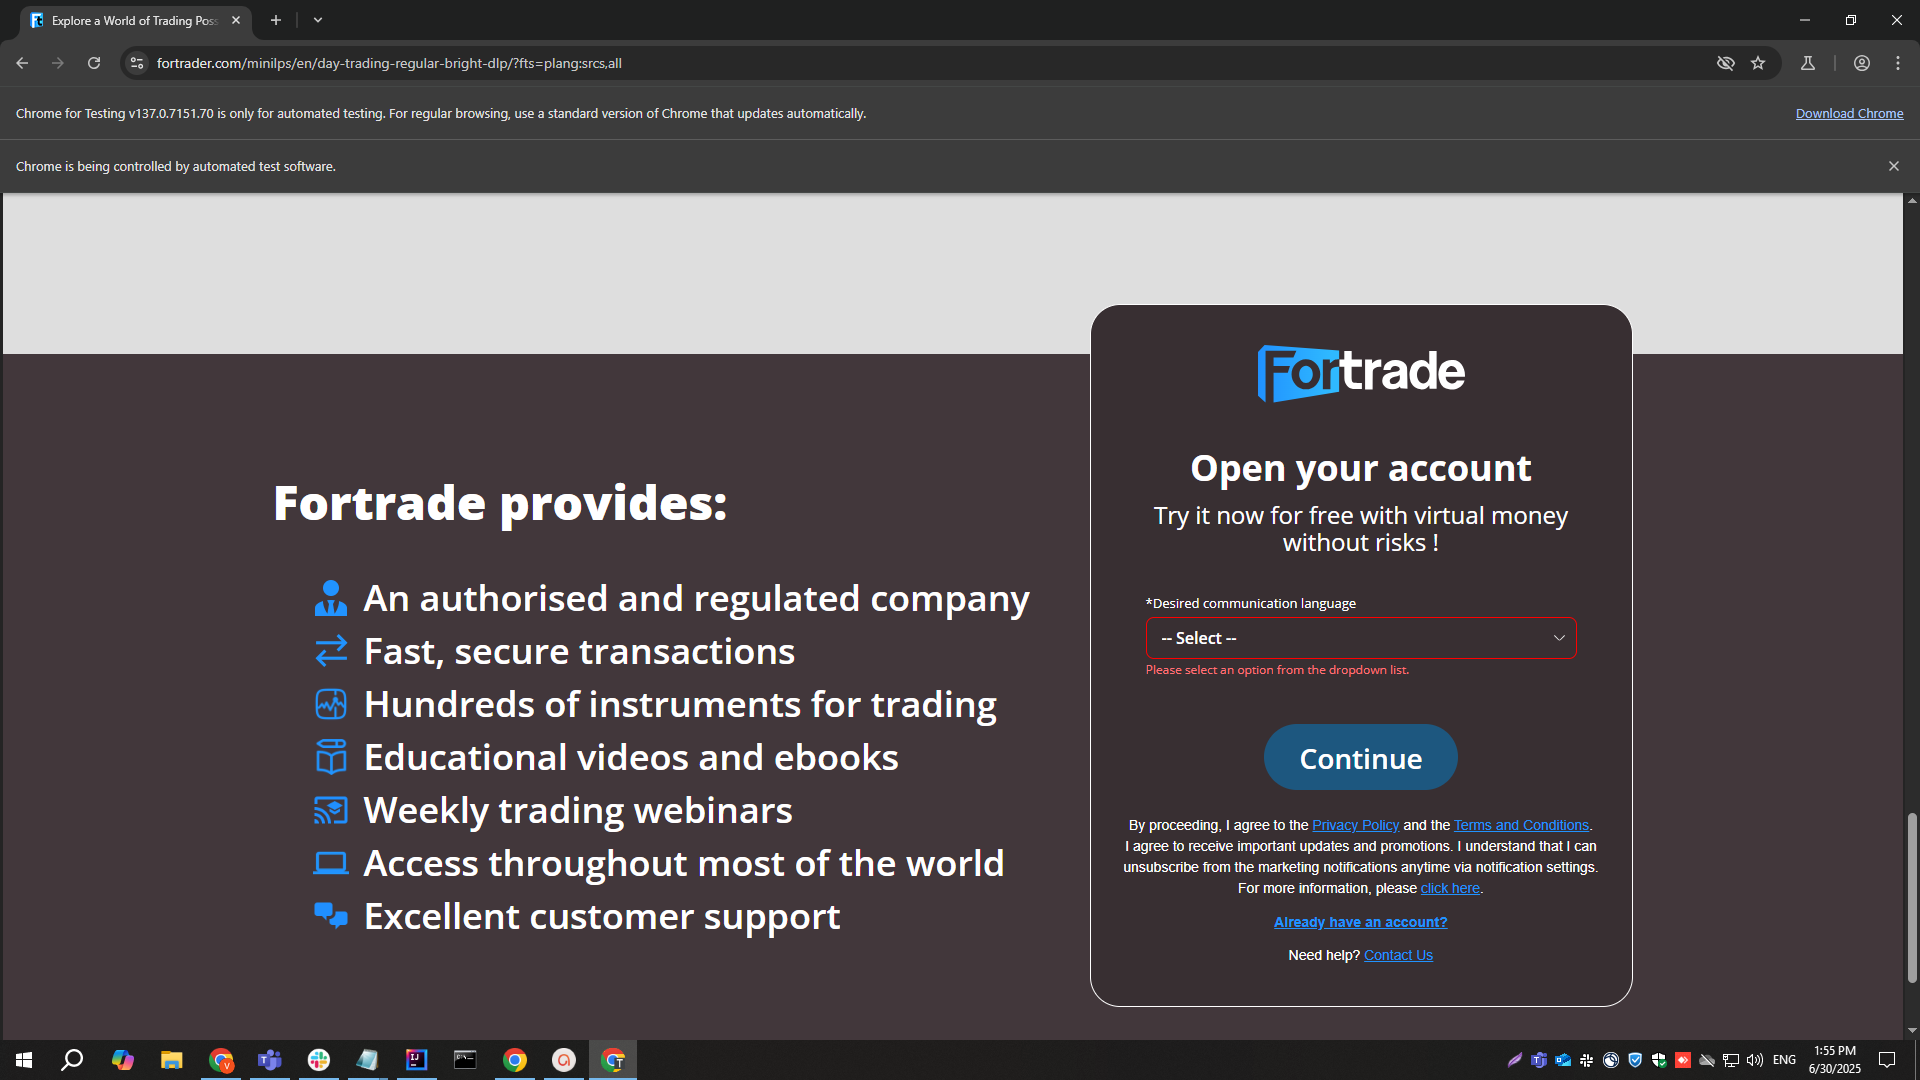 Explore a World of Trading Poss
fortrader.com/minilps/en/day-trading-regular-bright-dlp/?fts=plang:srcs,all
Chrome for Testing v137.0.7151.70 is only for automated testing. For regular browsing, use a standard version of Chrome that updates automatically.
Download Chrome
Chrome is being controlled by automated test software.
Fortrade provides:
An authorised and regulated company
Fast, secure transactions
Hundreds of instruments for trading
Educational videos and ebooks
Weekly trading webinars
Access throughout most of the world
Excellent customer support
Fortrade
Open your account
Try it now for free with virtual money
without risks !
*Desired communication language
-- Select --
Please select an option from the dropdown list.
Continue
By proceeding, I agree to the Privacy Policy and the Terms and Conditions.
I agree to receive important updates and promotions. I understand that I can
unsubscribe from the marketing notifications anytime via notification settings.
For more information, please click here.
Already have an account?
Need help? Contact Us
ENG
1:55 PM
6/30/2025